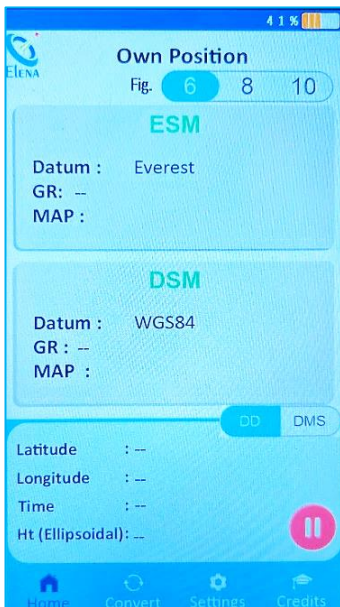 41%
ELENA
Own Position
Fig. 6 8 10
ESM
Datum : Everest
GR: --
MAP :
DSM
Datum : WGS84
GR : --
MAP :
DD DMS
Latitude : --
Longitude : --
Time : --
Ht (Ellipsoidal): --
Home Convert Settings Credits